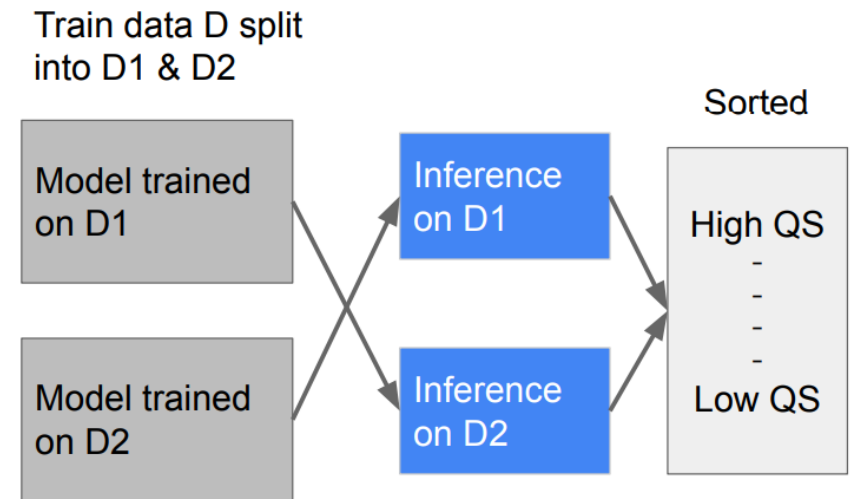 Train data D split
into D1 & D2
Sorted
Model trained
on D1
Inference
on D1
High QS
-
-
-
-
Low QS
Model trained
on D2
Inference
on D2